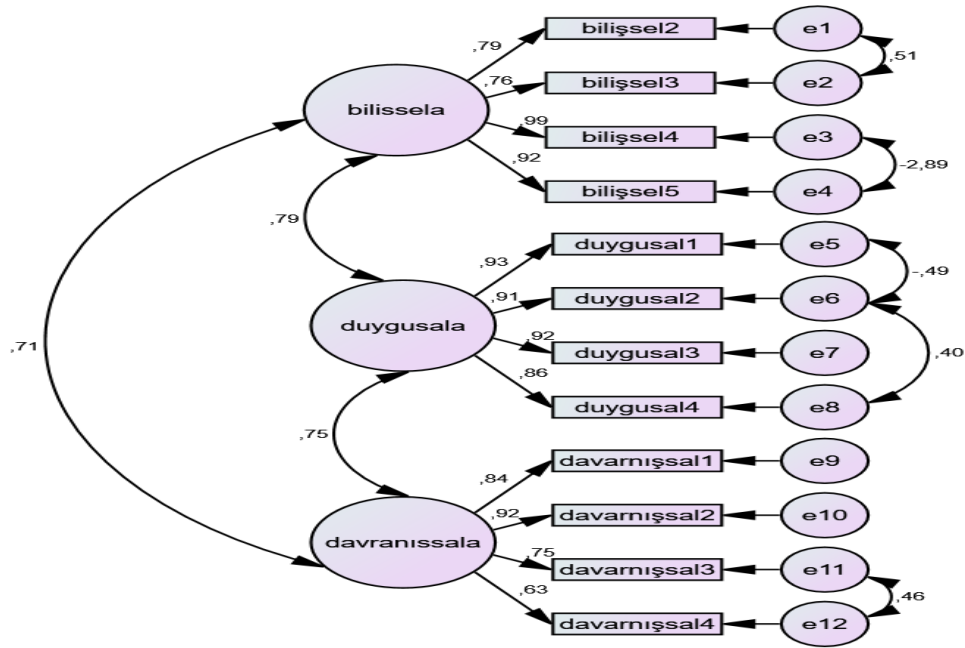 bilişsel2
e1
,79
,51
bilişsel3
e2
,76
bilissela
bilişsel4
e3
,99
-2,89
bilişsel5
e4
,92
,79
duygusal1
e5
,93
-,49
duygusal2
e6
,91
duygusala
duygusal3
e7
,92
,71
,40
duygusal4
e8
,86
,75
davarnışsal1
e9
,84
davarnışsal2
e10
,92
davranıssala
davarnışsal3
e11
,75
,46
davarnışsal4
e12
,63